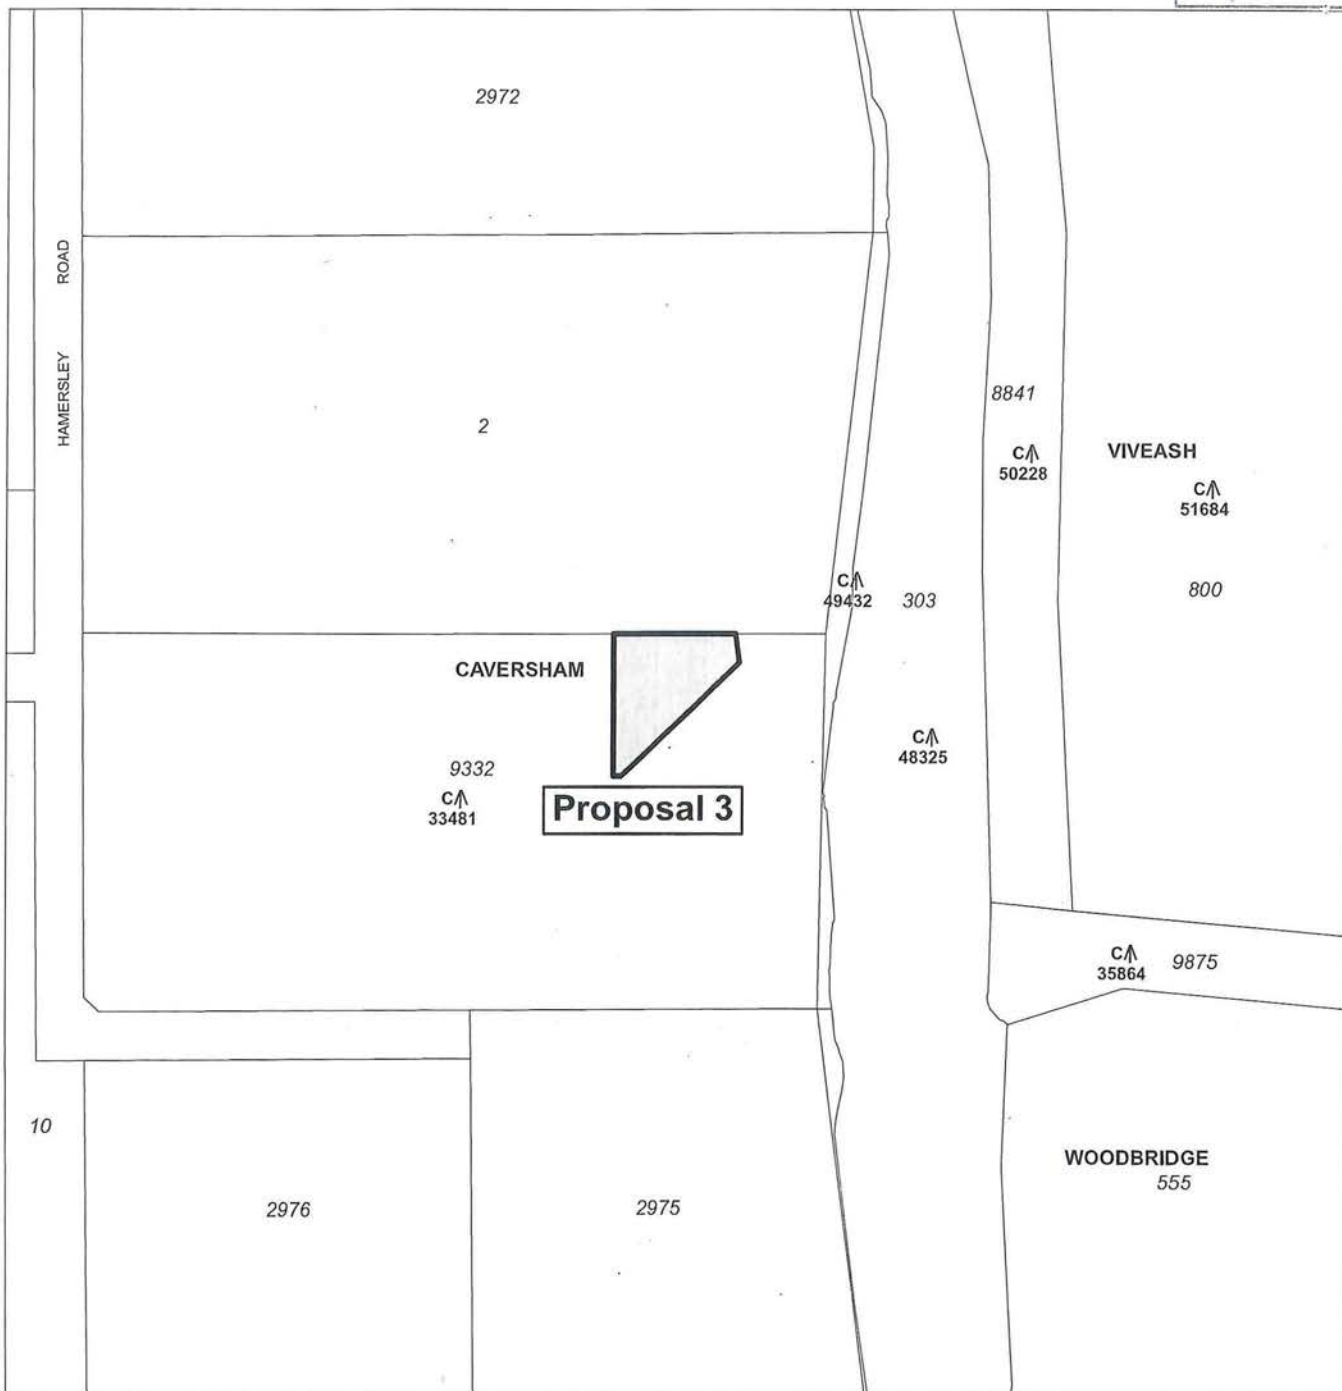 2972
HAMERSLEY ROAD
2
8841
C
50228
VIVEASH
C
51684
C
49432
303
800
CAVERSHAM
9332
C
33481
Proposal 3
C
48325
C
35864
9875
10
2976
2975
WOODBRIDGE
555